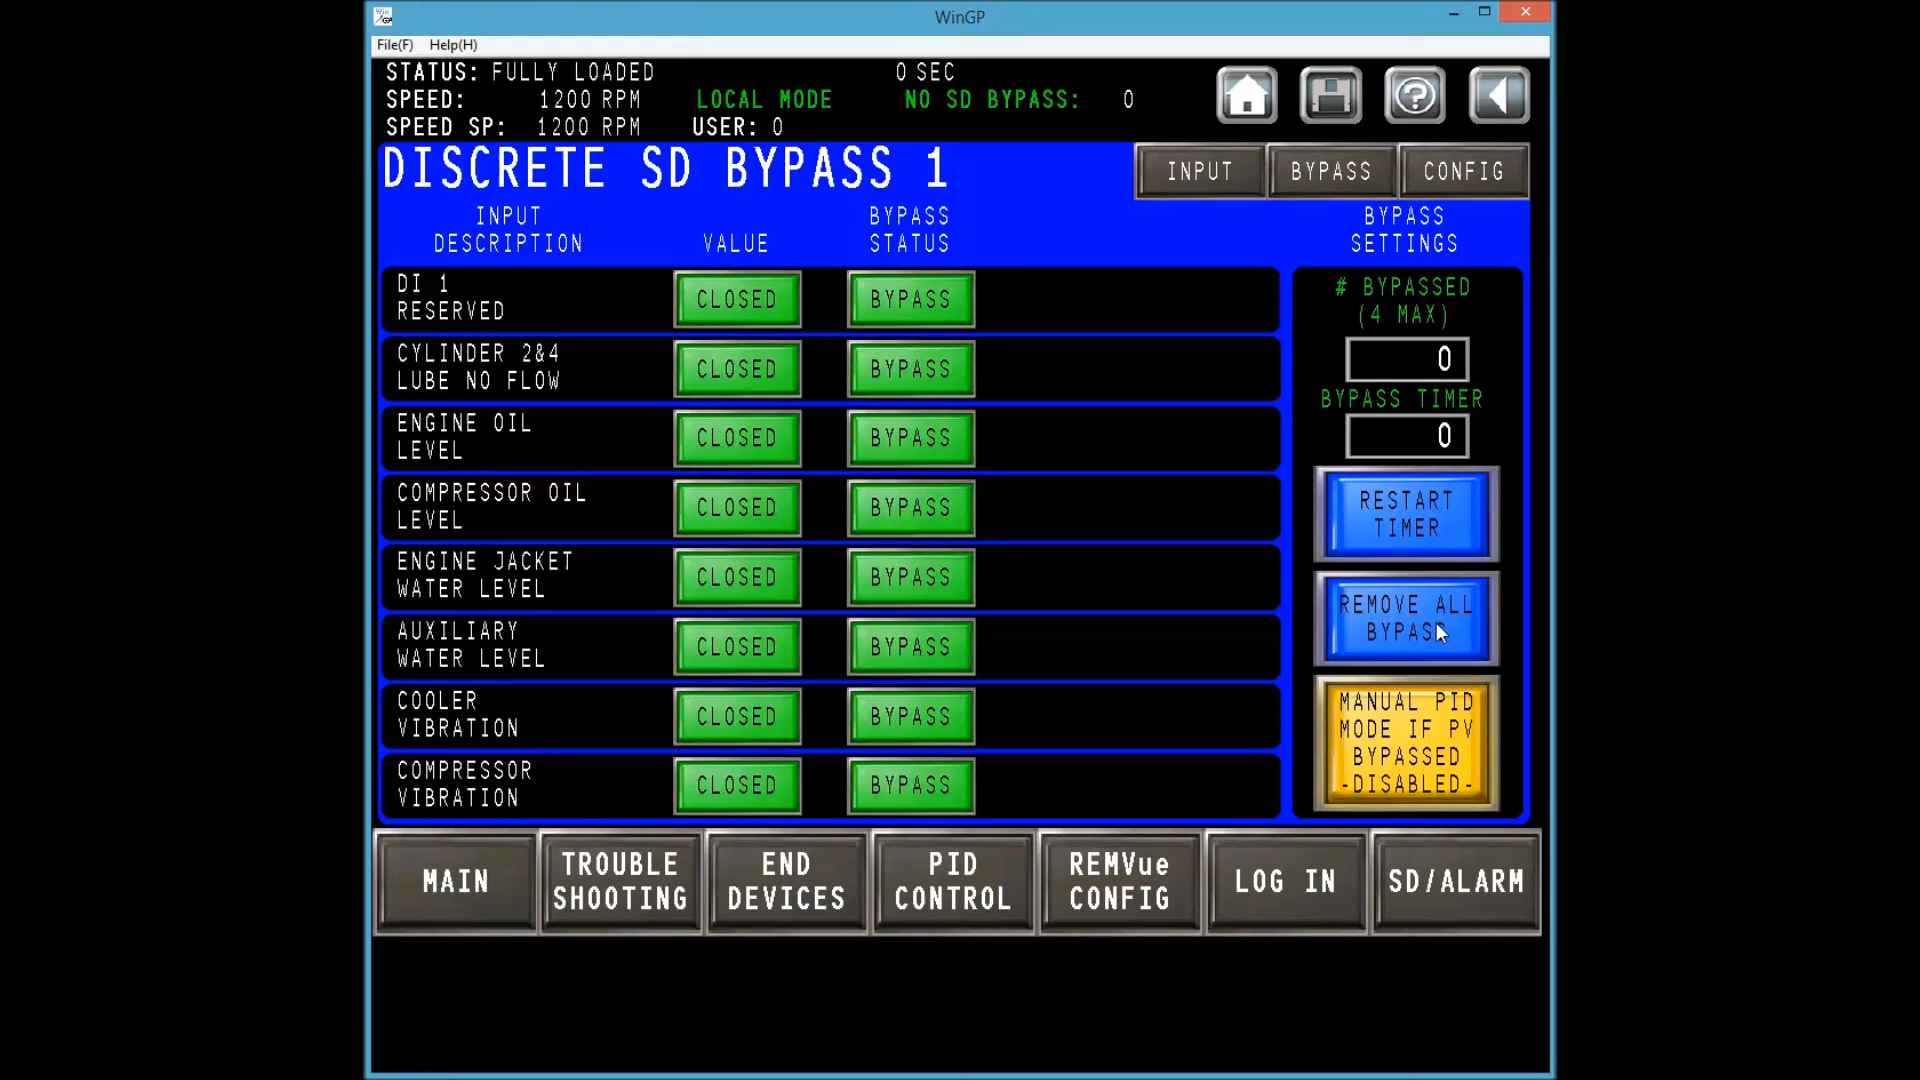 WinGP
File(F) Help(H)
STATUS: FULLY LOADED 0 SEC
SPEED: 1200 RPM LOCAL MODE NO SD BYPASS: 0
SPEED SP: 1200 RPM USER: 0
DISCRETE SD BYPASS 1
INPUT BYPASS CONFIG
INPUT DESCRIPTION
VALUE
BYPASS STATUS
BYPASS SETTINGS
DI 1
RESERVED
CLOSED BYPASS
CYLINDER 2&4
LUBE NO FLOW
CLOSED BYPASS
ENGINE OIL
LEVEL
CLOSED BYPASS
COMPRESSOR OIL
LEVEL
CLOSED BYPASS
ENGINE JACKET
WATER LEVEL
CLOSED BYPASS
AUXILIARY
WATER LEVEL
CLOSED BYPASS
COOLER
VIBRATION
CLOSED BYPASS
COMPRESSOR
VIBRATION
CLOSED BYPASS
# BYPASSED
(4 MAX)
0
BYPASS TIMER
0
RESTART
TIMER
REMOVE ALL
BYPASS
MANUAL PID
MODE IF PV
BYPASSED
-DISABLED-
MAIN
TROUBLE
SHOOTING
END
DEVICES
PID
CONTROL
REMVue
CONFIG
LOG IN
SD/ALARM